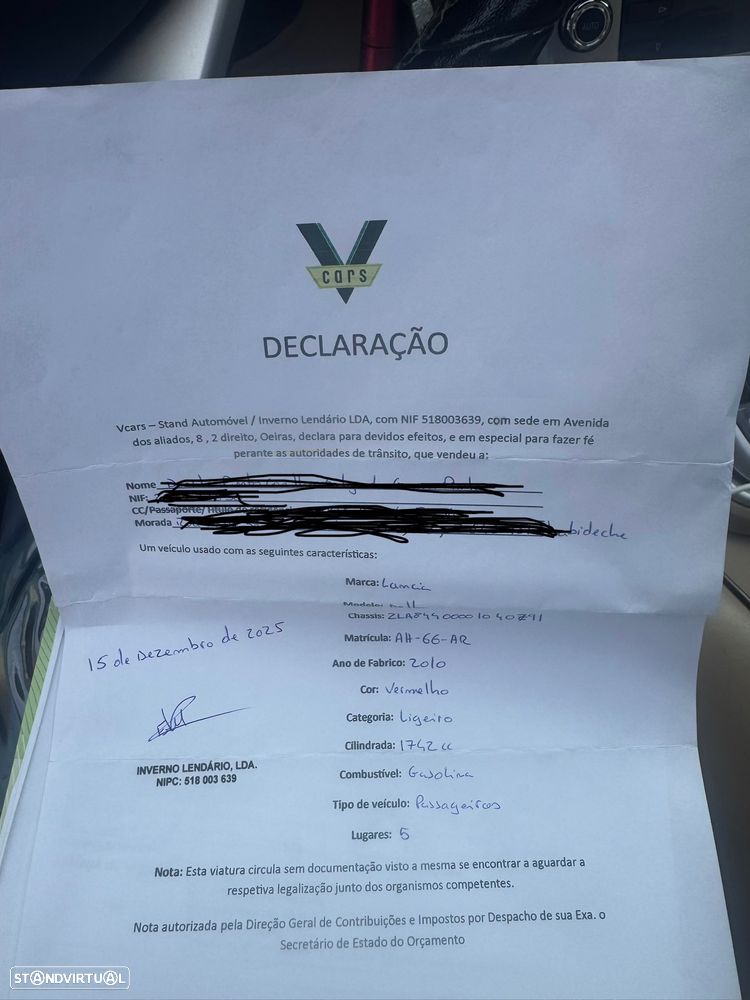 AUTO
V
cars
DECLARAÇÃO
Vcars – Stand Automóvel / Inverno Lendário LDA, com NIF 518003639, com sede em Avenida
dos aliados, 8 , 2 direito, Oeiras, declara para devidos efeitos, e em especial para fazer fé
perante as autoridades de trânsito, que vendeu a:
Nome
NIF:
CC/Passaporte/
Morada
Um veículo usado com as seguintes características:
Marca: Lancia
Modelo:
Chassis: ZLA84400001040791
Matrícula: AH-66-AR
Ano de Fabrico: 2010
Cor: Vermelho
Categoria: Ligeiro
Cilindrada: 1742 cc
Combustível: Gasolina
Tipo de veículo: Passageiros
Lugares: 5
15 de Dezembro de 2025
INVERNO LENDÁRIO, LDA.
NIPC: 518 003 639
Nota: Esta viatura circula sem documentação visto a mesma se encontrar a aguardar a
respetiva legalização junto dos organismos competentes.
Nota autorizada pela Direção Geral de Contribuições e Impostos por Despacho de sua Exa. o
Secretário de Estado do Orçamento
STANDVIRTUAL